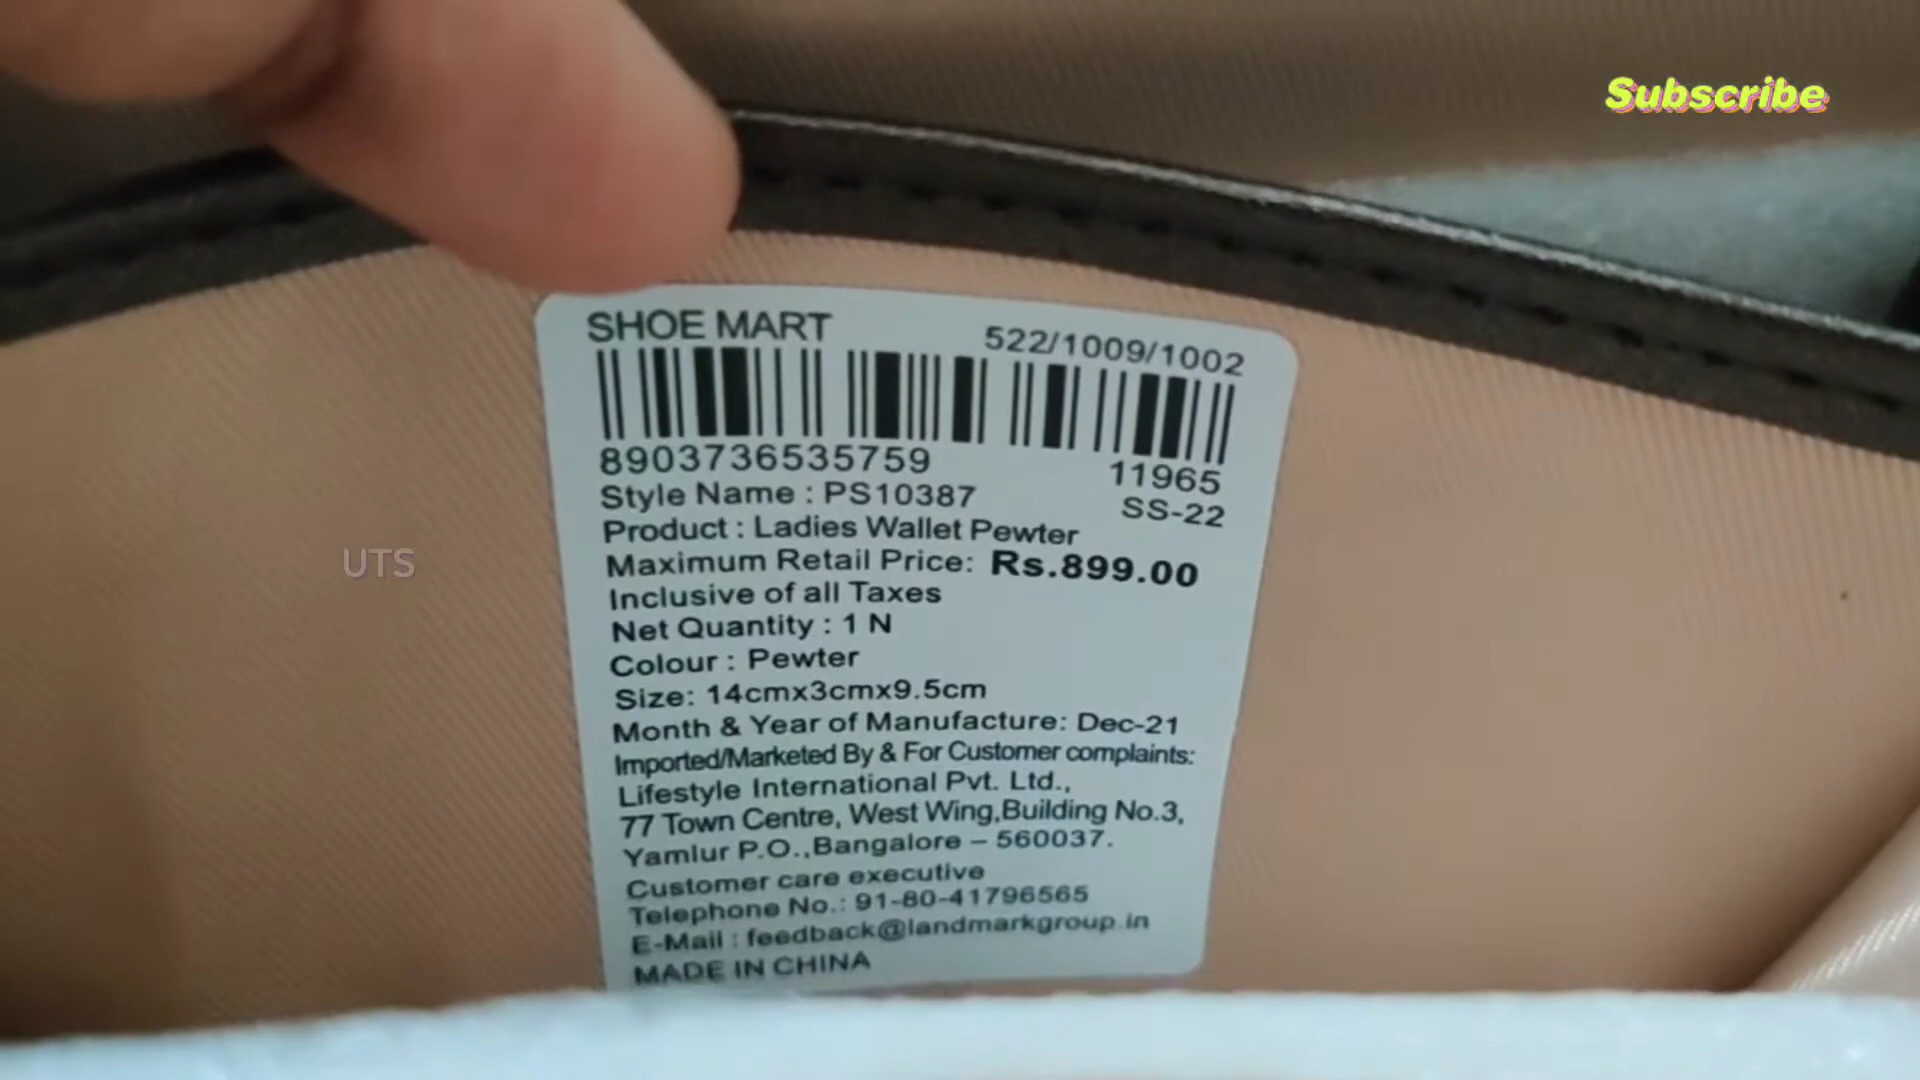 Subscribe
SHOE MART 522/1009/1002
8903736535759 11965
Style Name : PS10387 SS-22
Product : Ladies Wallet Pewter
Maximum Retail Price: Rs.899.00
Inclusive of all Taxes
Net Quantity : 1 N
Colour : Pewter
Size: 14cmx3cmx9.5cm
Month & Year of Manufacture: Dec-21
Imported/Marketed By & For Customer complaints:
Lifestyle International Pvt. Ltd.,
77 Town Centre, West Wing,Building No.3,
Yamlur P.O.,Bangalore – 560037.
Customer care executive
Telephone No.: 91-80-41796565
E-Mail : feedback@landmarkgroup.in
MADE IN CHINA
UTS